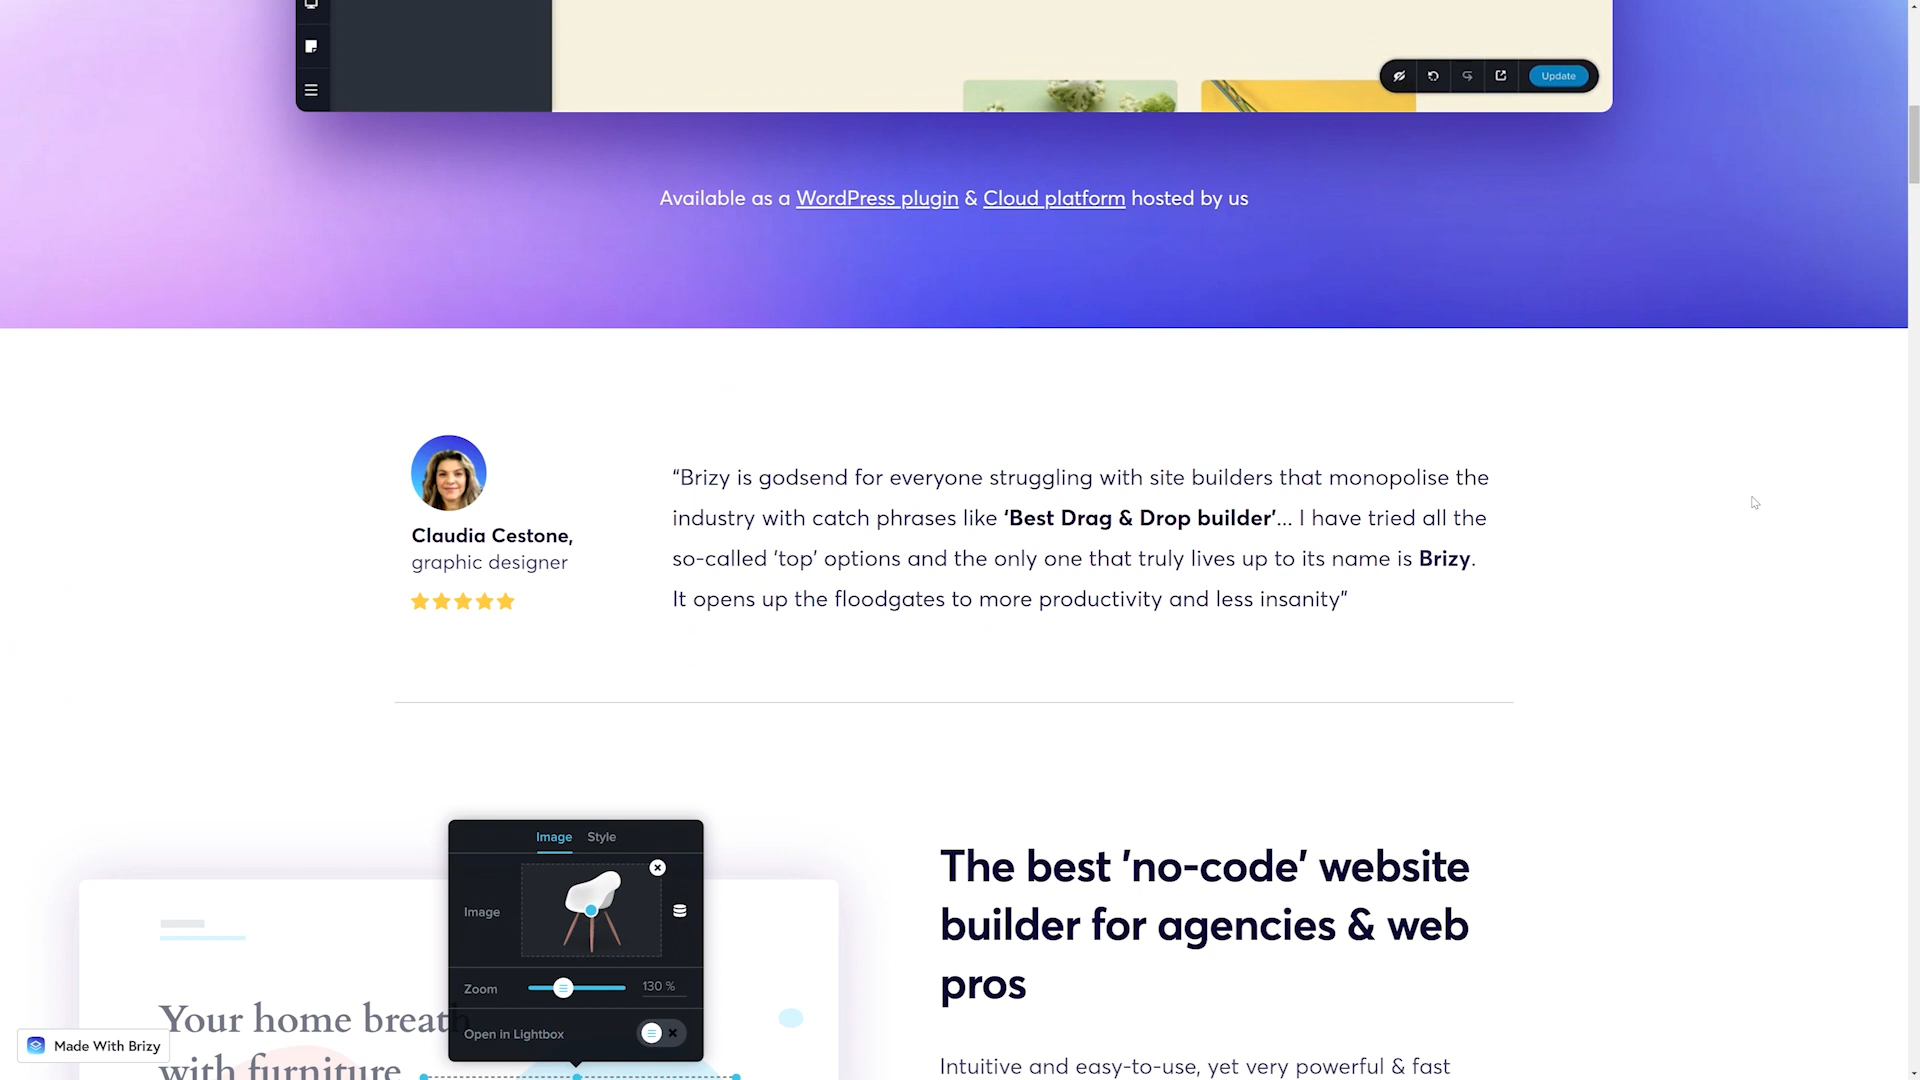 Update
Available as a WordPress plugin & Cloud platform hosted by us
Claudia Cestone,
graphic designer
“Brizy is godsend for everyone struggling with site builders that monopolise the
industry with catch phrases like ‘Best Drag & Drop builder’... I have tried all the
so-called ‘top’ options and the only one that truly lives up to its name is Brizy.
It opens up the floodgates to more productivity and less insanity”
Image Style
Image
Zoom 130 %
Open in Lightbox
Your home breath
with furniture
The best ’no-code’ website
builder for agencies & web
pros
Intuitive and easy-to-use, yet very powerful & fast
Made With Brizy